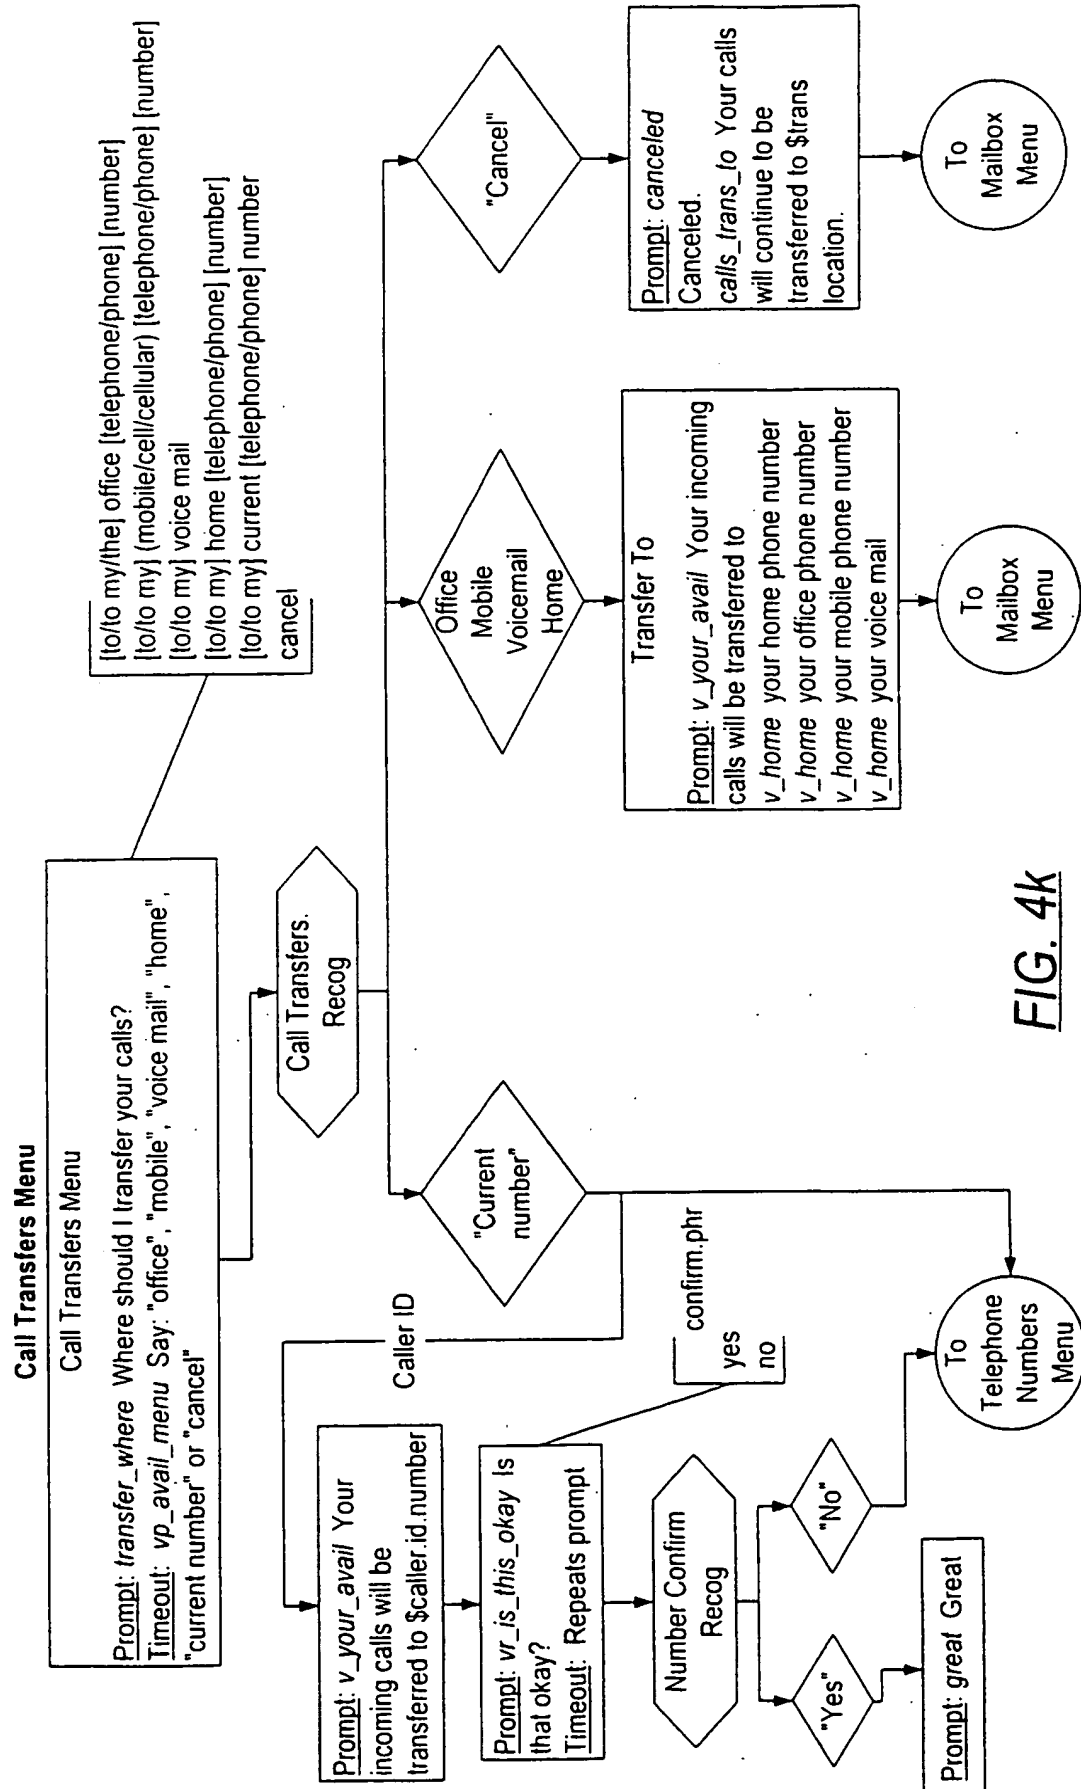 Call Transfers Menu
Call Transfers Menu
Prompt: transfer_where Where should I transfer your calls?
Timeout: vp_avail_menu Say: "office", "mobile", "voice mail", "home",
"current number" or "cancel"
[to/to my/the] office [telephone/phone] [number]
[to/to my] (mobile/cell/cellular) [telephone/phone] [number]
[to/to my] voice mail
[to/to my] home [telephone/phone] [number]
[to/to my] current [telephone/phone] number
cancel
Call Transfers.
Recog
"Current
number"
Office
Mobile
Voicemail
Home
"Cancel"
Caller ID
Prompt: v_your_avail Your
incoming calls will be
transferred to $caller.id.number
Prompt: vr_is_this_okay Is
that okay?
Timeout: Repeats prompt
confirm.phr
yes
no
Number Confirm
Recog
"Yes"
"No"
Prompt: great Great
To
Telephone
Numbers
Menu
Transfer To
Prompt: v_your_avail Your incoming
calls will be transferred to
v_home your home phone number
v_home your office phone number
v_home your mobile phone number
v_home your voice mail
To
Mailbox
Menu
Prompt: canceled
Canceled.
calls_trans_to Your calls
will continue to be
transferred to $trans
location.
To
Mailbox
Menu
FIG. 4k